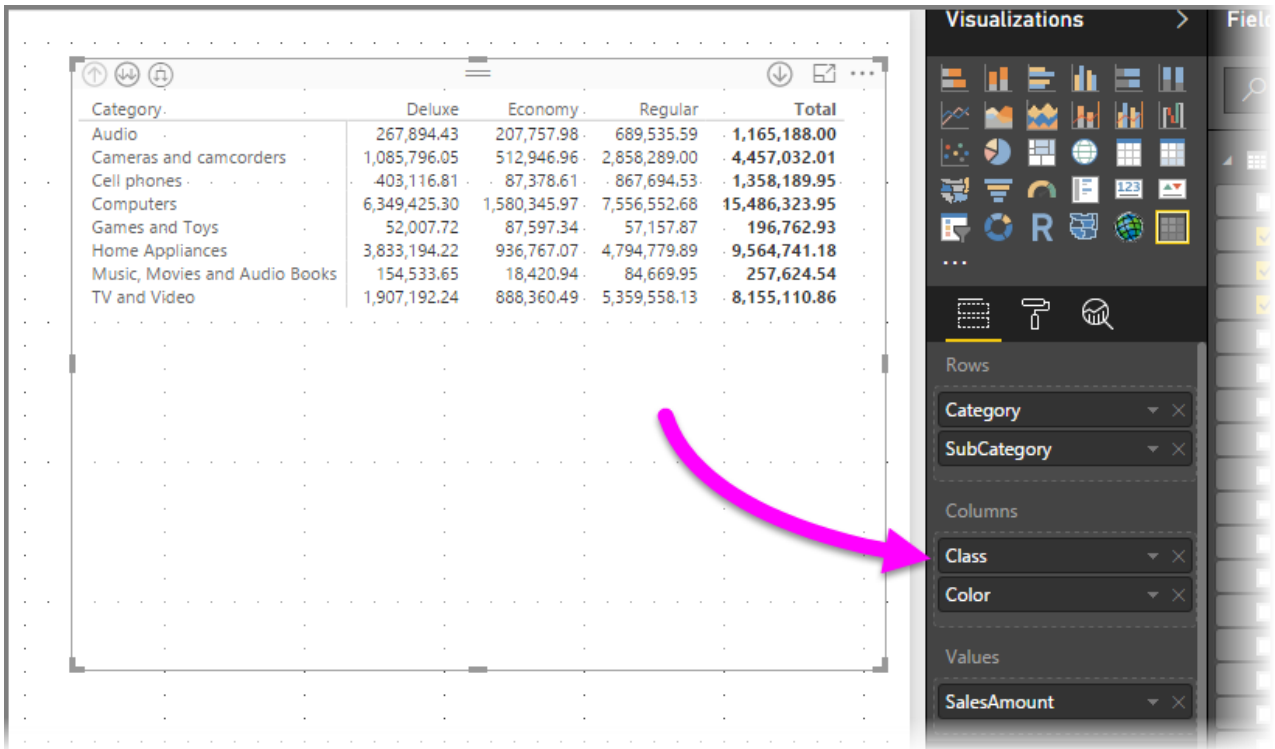 Visualizations > Fiel
Category Deluxe Economy Regular Total
Audio 267,894.43 207,757.98 689,535.59 1,165,188.00
Cameras and camcorders 1,085,796.05 512,946.96 2,858,289.00 4,457,032.01
Cell phones 403,116.81 87,378.61 867,694.53 1,358,189.95
Computers 6,349,425.30 1,580,345.97 7,556,552.68 15,486,323.95
Games and Toys 52,007.72 87,597.34 57,157.87 196,762.93
Home Appliances 3,833,194.22 936,767.07 4,794,779.89 9,564,741.18
Music, Movies and Audio Books 154,533.65 18,420.94 84,669.95 257,624.54
TV and Video 1,907,192.24 888,360.49 5,359,558.13 8,155,110.86
123
R
Rows
Category
SubCategory
Columns
Class
Color
Values
SalesAmount